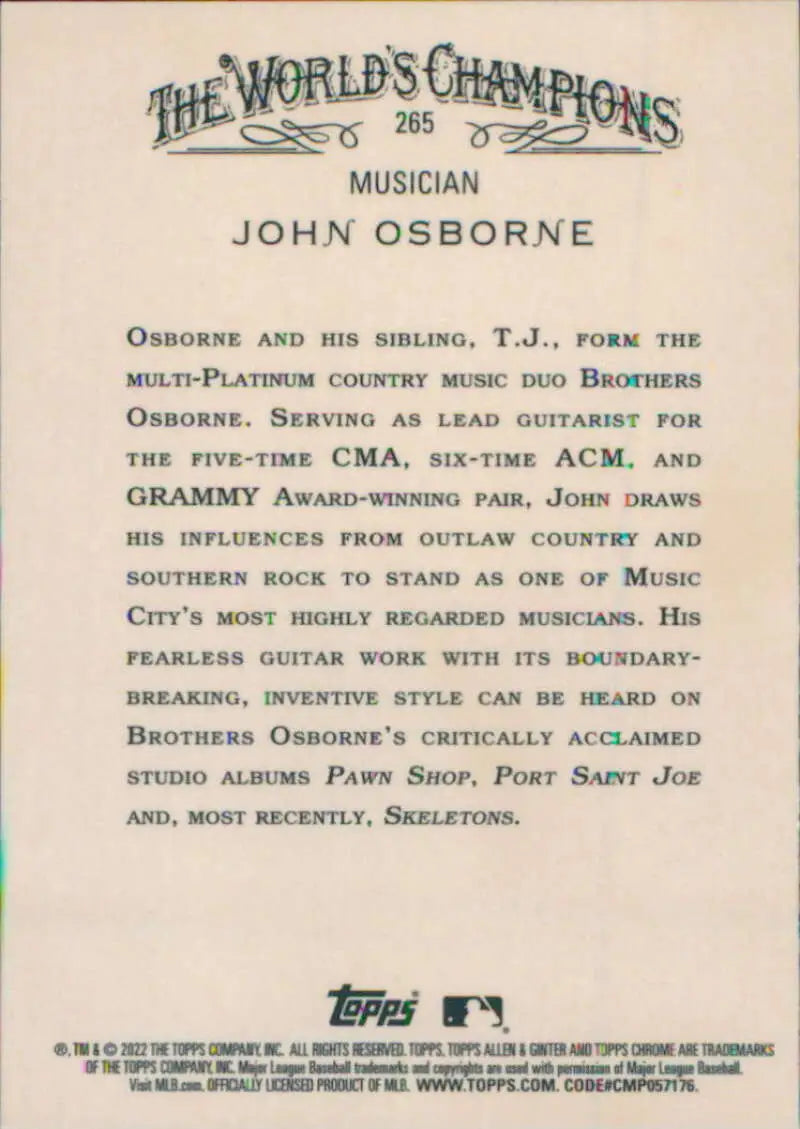 THE WORLD'S CHAMPIONS
265
MUSICIAN
JOHN OSBORNE
OSBORNE AND HIS SIBLING, T.J., FORM THE
MULTI-PLATINUM COUNTRY MUSIC DUO BROTHERS
OSBORNE. SERVING AS LEAD GUITARIST FOR
THE FIVE-TIME CMA, SIX-TIME ACM, AND
GRAMMY AWARD-WINNING PAIR, JOHN DRAWS
HIS INFLUENCES FROM OUTLAW COUNTRY AND
SOUTHERN ROCK TO STAND AS ONE OF MUSIC
CITY'S MOST HIGHLY REGARDED MUSICIANS. HIS
FEARLESS GUITAR WORK WITH ITS BOUNDARY-
BREAKING, INVENTIVE STYLE CAN BE HEARD ON
BROTHERS OSBORNE'S CRITICALLY ACCLAIMED
STUDIO ALBUMS PAWN SHOP, PORT SAINT JOE
AND, MOST RECENTLY, SKELETONS.
Topps®
®, TM & © 2022 THE TOPPS COMPANY, INC. ALL RIGHTS RESERVED. TOPPS, TOPPS ALLEN & GINTER AND TOPPS CHROME ARE TRADEMARKS
OF THE TOPPS COMPANY, INC. Major League Baseball trademarks and copyrights are used with permission of Major League Baseball.
Visit MLB.com. OFFICIALLY LICENSED PRODUCT OF MLB. WWW.TOPPS.COM. CODE#CMP057176.